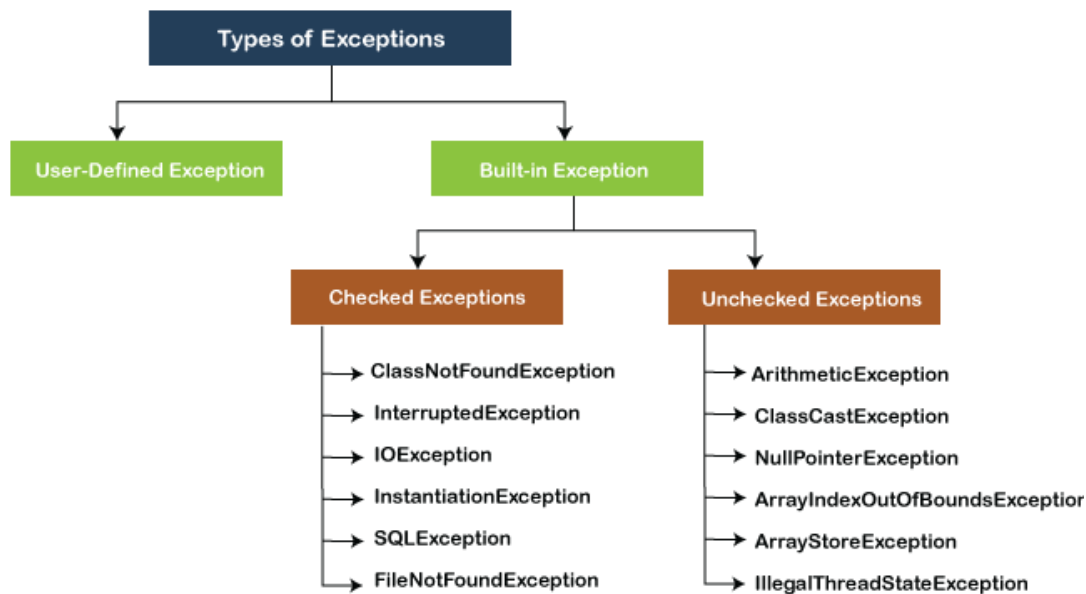 Types of Exceptions
User-Defined Exception
Built-in Exception
Checked Exceptions
Unchecked Exceptions
ClassNotFoundException
InterruptedException
IOException
InstantiationException
SQLException
FileNotFoundException
ArithmeticException
ClassCastException
NullPointerException
ArrayIndexOutOfBoundsException
ArrayStoreException
IllegalThreadStateException